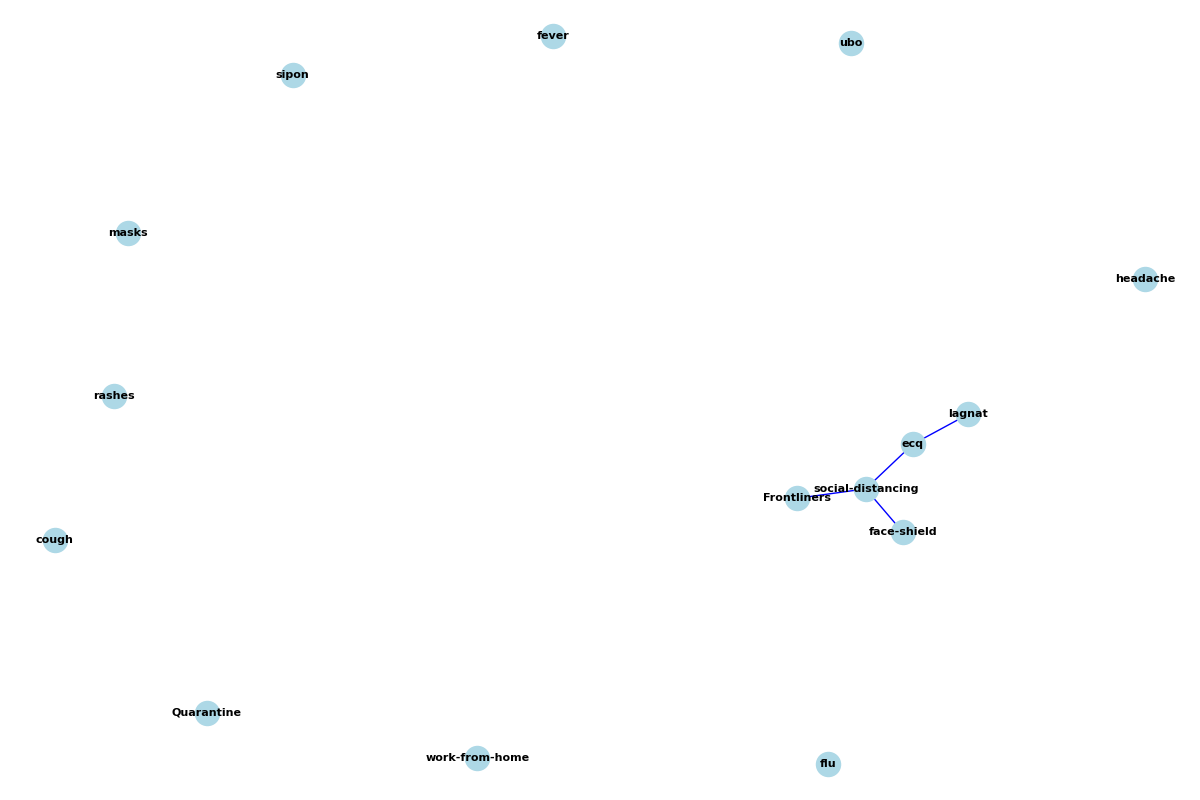 fever
ubo
sipon
masks
headache
rashes
lagnat
ecq
social-distancing
Frontliners
face-shield
cough
Quarantine
work-from-home
flu